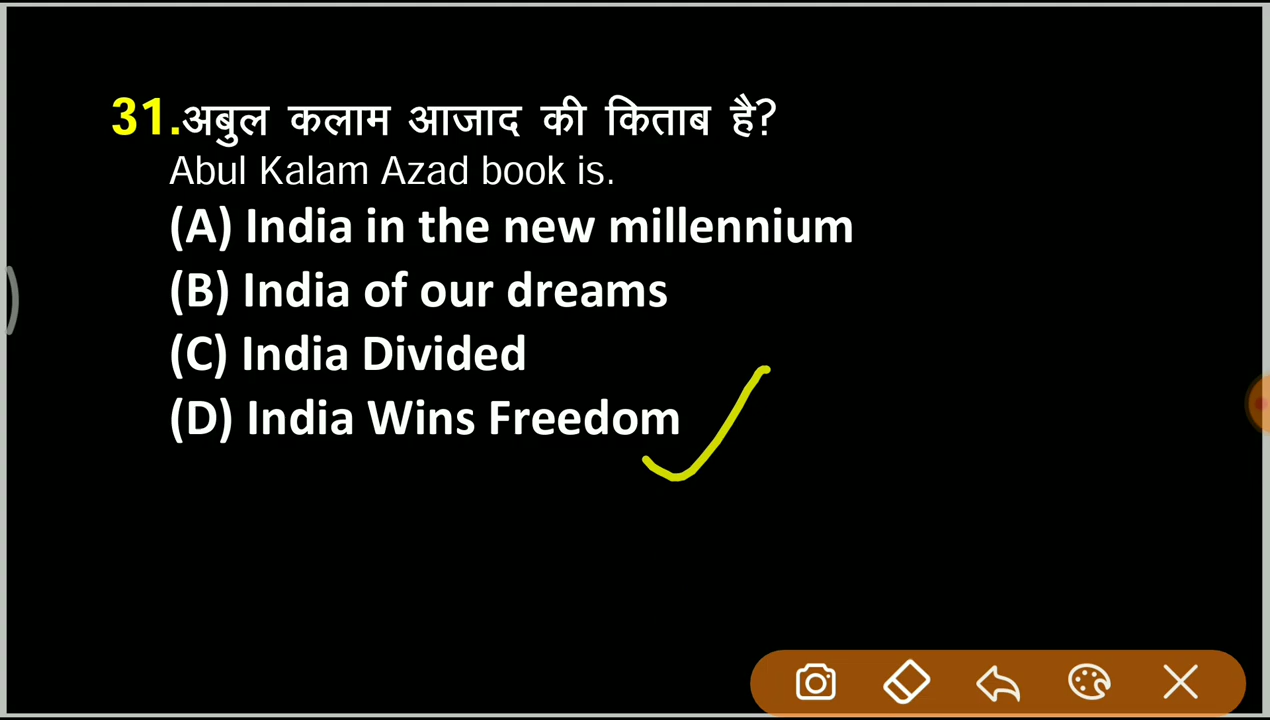 31.अबुल कलाम आजाद की किताब है?
Abul Kalam Azad book is.
(A) India in the new millennium
(B) India of our dreams
(C) India Divided
(D) India Wins Freedom